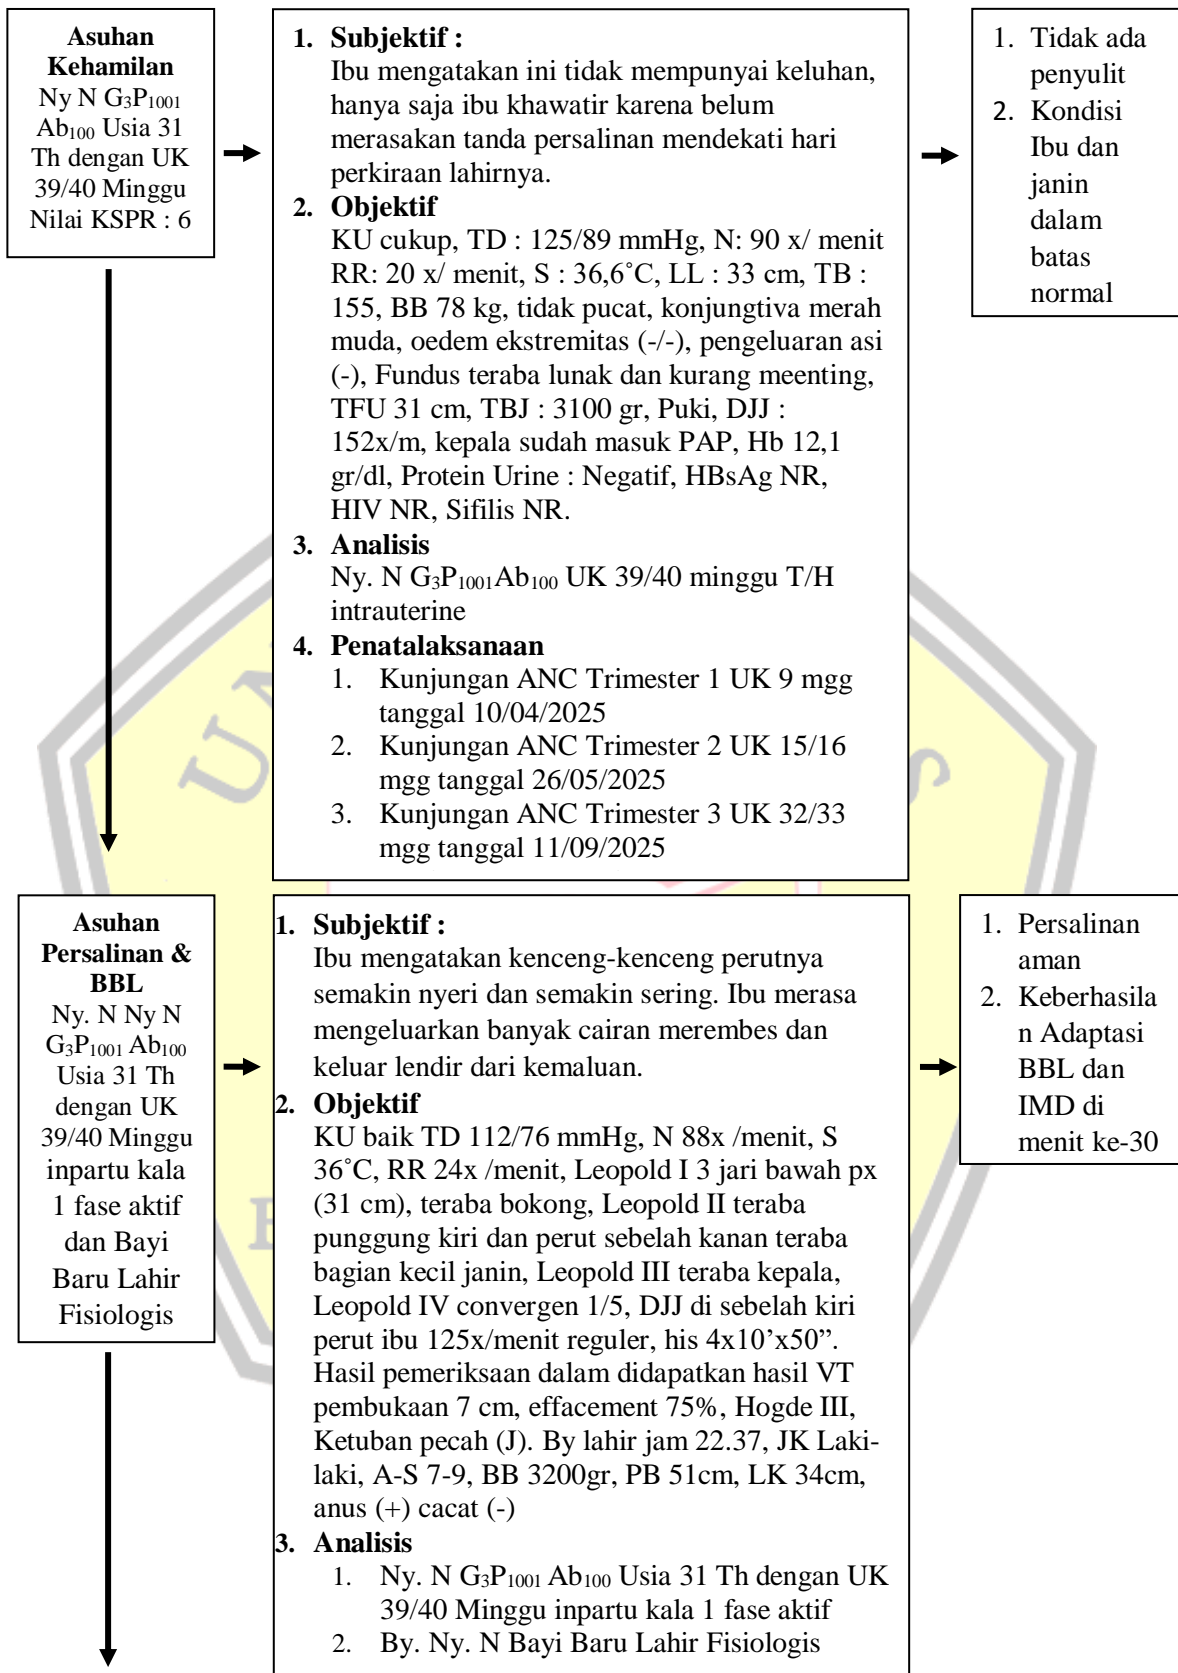 Asuhan
Kehamilan
Ny N G₃P₁₀₀₁
Ab₁₀₀ Usia 31
Th dengan UK
39/40 Minggu
Nilai KSPR : 6
1. Subjektif :
Ibu mengatakan ini tidak mempunyai keluhan,
hanya saja ibu khawatir karena belum
merasakan tanda persalinan mendekati hari
perkiraan lahirnya.
2. Objektif
KU cukup, TD : 125/89 mmHg, N: 90 x/ menit
RR: 20 x/ menit, S : 36,6˚C, LL : 33 cm, TB :
155, BB 78 kg, tidak pucat, konjungtiva merah
muda, oedem ekstremitas (-/-), pengeluaran asi
(-), Fundus teraba lunak dan kurang meenting,
TFU 31 cm, TBJ : 3100 gr, Puki, DJJ :
152x/m, kepala sudah masuk PAP, Hb 12,1
gr/dl, Protein Urine : Negatif, HBsAg NR,
HIV NR, Sifilis NR.
3. Analisis
Ny. N G₃P₁₀₀₁Ab₁₀₀ UK 39/40 minggu T/H
intrauterine
4. Penatalaksanaan
1. Kunjungan ANC Trimester 1 UK 9 mgg
tanggal 10/04/2025
2. Kunjungan ANC Trimester 2 UK 15/16
mgg tanggal 26/05/2025
3. Kunjungan ANC Trimester 3 UK 32/33
mgg tanggal 11/09/2025
1. Tidak ada
penyulit
2. Kondisi
Ibu dan
janin
dalam
batas
normal
Asuhan
Persalinan &
BBL
Ny. N Ny N
G₃P₁₀₀₁ Ab₁₀₀
Usia 31 Th
dengan UK
39/40 Minggu
inpartu kala
1 fase aktif
dan Bayi
Baru Lahir
Fisiologis
1. Subjektif :
Ibu mengatakan kenceng-kenceng perutnya
semakin nyeri dan semakin sering. Ibu merasa
mengeluarkan banyak cairan merembes dan
keluar lendir dari kemaluan.
2. Objektif
KU baik TD 112/76 mmHg, N 88x /menit, S
36˚C, RR 24x /menit, Leopold I 3 jari bawah px
(31 cm), teraba bokong, Leopold II teraba
punggung kiri dan perut sebelah kanan teraba
bagian kecil janin, Leopold III teraba kepala,
Leopold IV convergen 1/5, DJJ di sebelah kiri
perut ibu 125x/menit reguler, his 4x10’x50”.
Hasil pemeriksaan dalam didapatkan hasil VT
pembukaan 7 cm, effacement 75%, Hogde III,
Ketuban pecah (J). By lahir jam 22.37, JK Laki-
laki, A-S 7-9, BB 3200gr, PB 51cm, LK 34cm,
anus (+) cacat (-)
3. Analisis
1. Ny. N G₃P₁₀₀₁ Ab₁₀₀ Usia 31 Th dengan UK
39/40 Minggu inpartu kala 1 fase aktif
2. By. Ny. N Bayi Baru Lahir Fisiologis
1. Persalinan
aman
2. Keberhasila
n Adaptasi
BBL dan
IMD di
menit ke-30